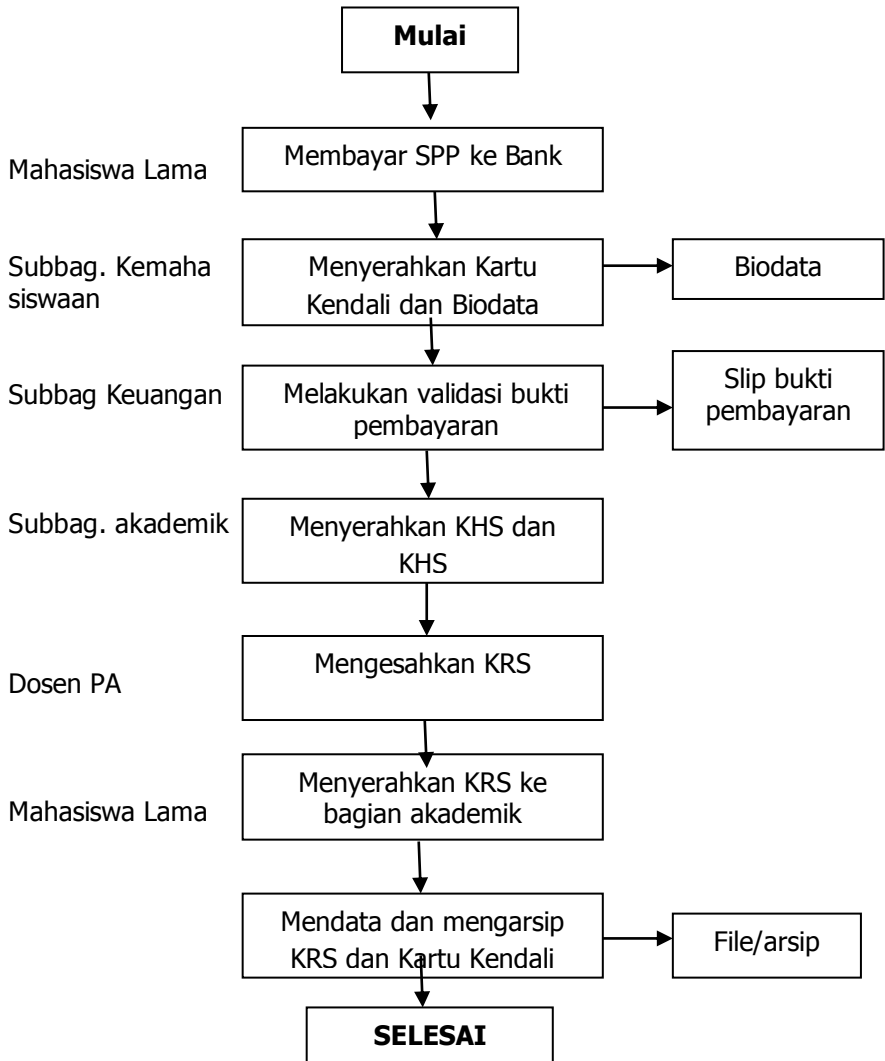 Mulai
Mahasiswa Lama
Membayar SPP ke Bank
Subbag. Kemaha
siswaan
Menyerahkan Kartu
Kendali dan Biodata
Biodata
Subbag Keuangan
Melakukan validasi bukti
pembayaran
Slip bukti
pembayaran
Subbag. akademik
Menyerahkan KHS dan
KHS
Dosen PA
Mengesahkan KRS
Mahasiswa Lama
Menyerahkan KRS ke
bagian akademik
Mendata dan mengarsip
KRS dan Kartu Kendali
File/arsip
SELESAI